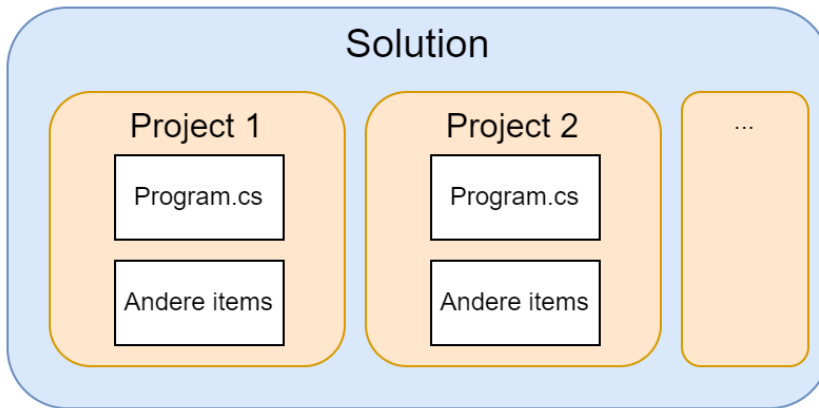 Solution
Project 1
Program.cs
Andere items
Project 2
Program.cs
Andere items
...